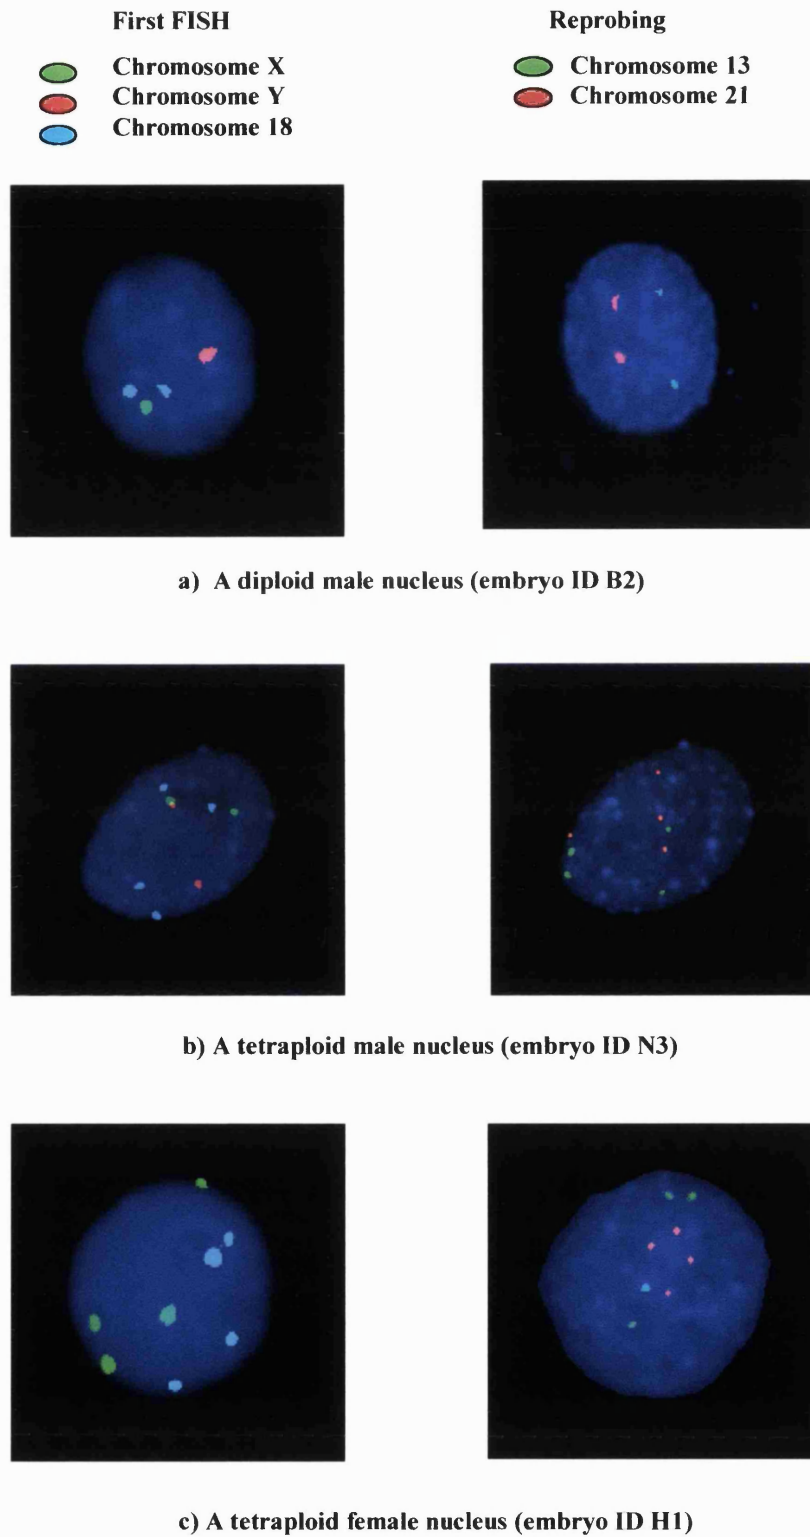 First FISH
Reprobing
Chromosome X
Chromosome Y
Chromosome 18
Chromosome 13
Chromosome 21
a) A diploid male nucleus (embryo ID B2)
b) A tetraploid male nucleus (embryo ID N3)
c) A tetraploid female nucleus (embryo ID H1)